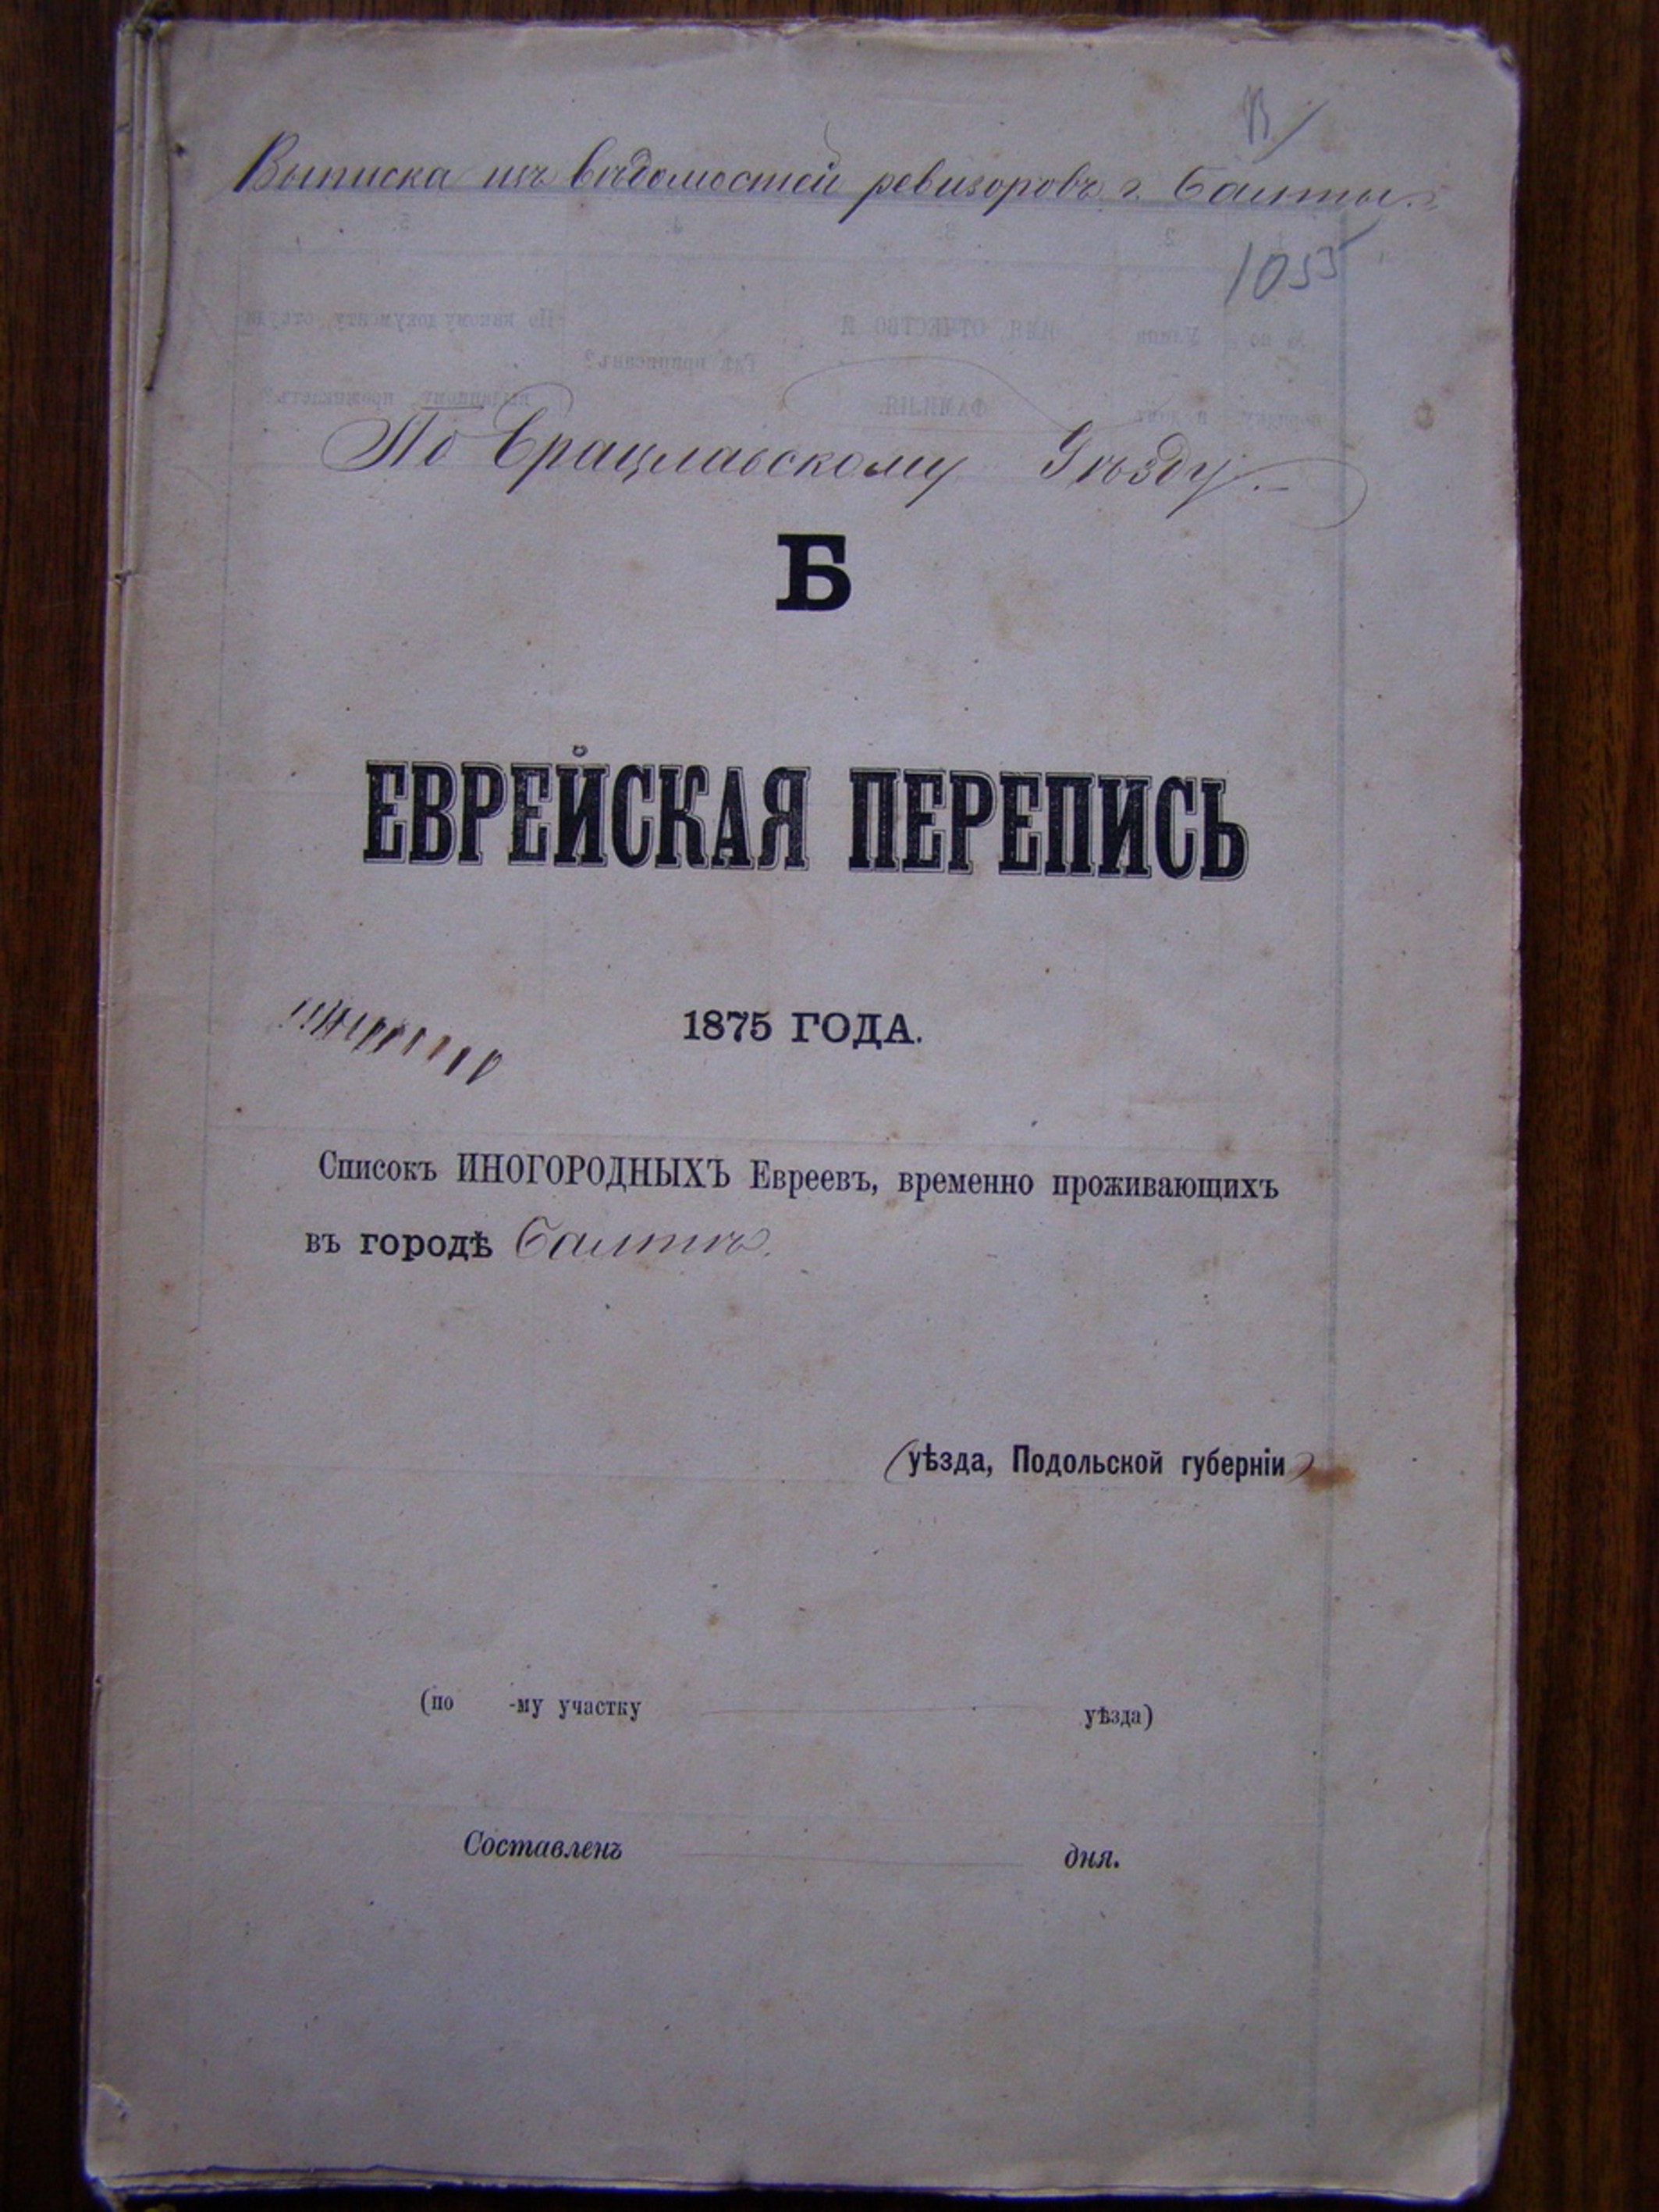 Выписка изъ вѣдомостей ревизоровъ г. Балты.
1055
По Брацлавскому Уѣзду.
Б
ЕВРЕЙСКАЯ ПЕРЕПИСЬ
1875 ГОДА.
Списокъ ИНОГОРОДНЫХЪ Евреевъ, временно проживающихъ
въ городѣ Балтѣ.
(уѣзда, Подольской губерніи)
(по -му участку уѣзда)
Составленъ дня.